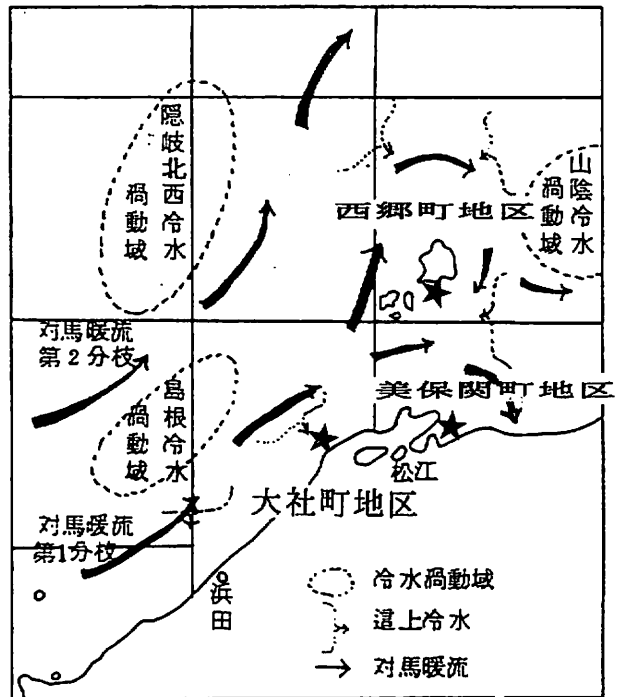 隠岐北西冷水
渦動域
山陰冷水
渦動域
西郷町地区
対馬暖流
第2分枝
島根冷水
渦動域
美保関町地区
松江
大社町地区
対馬暖流
第1分枝
浜田
冷水渦動域
這上冷水
対馬暖流